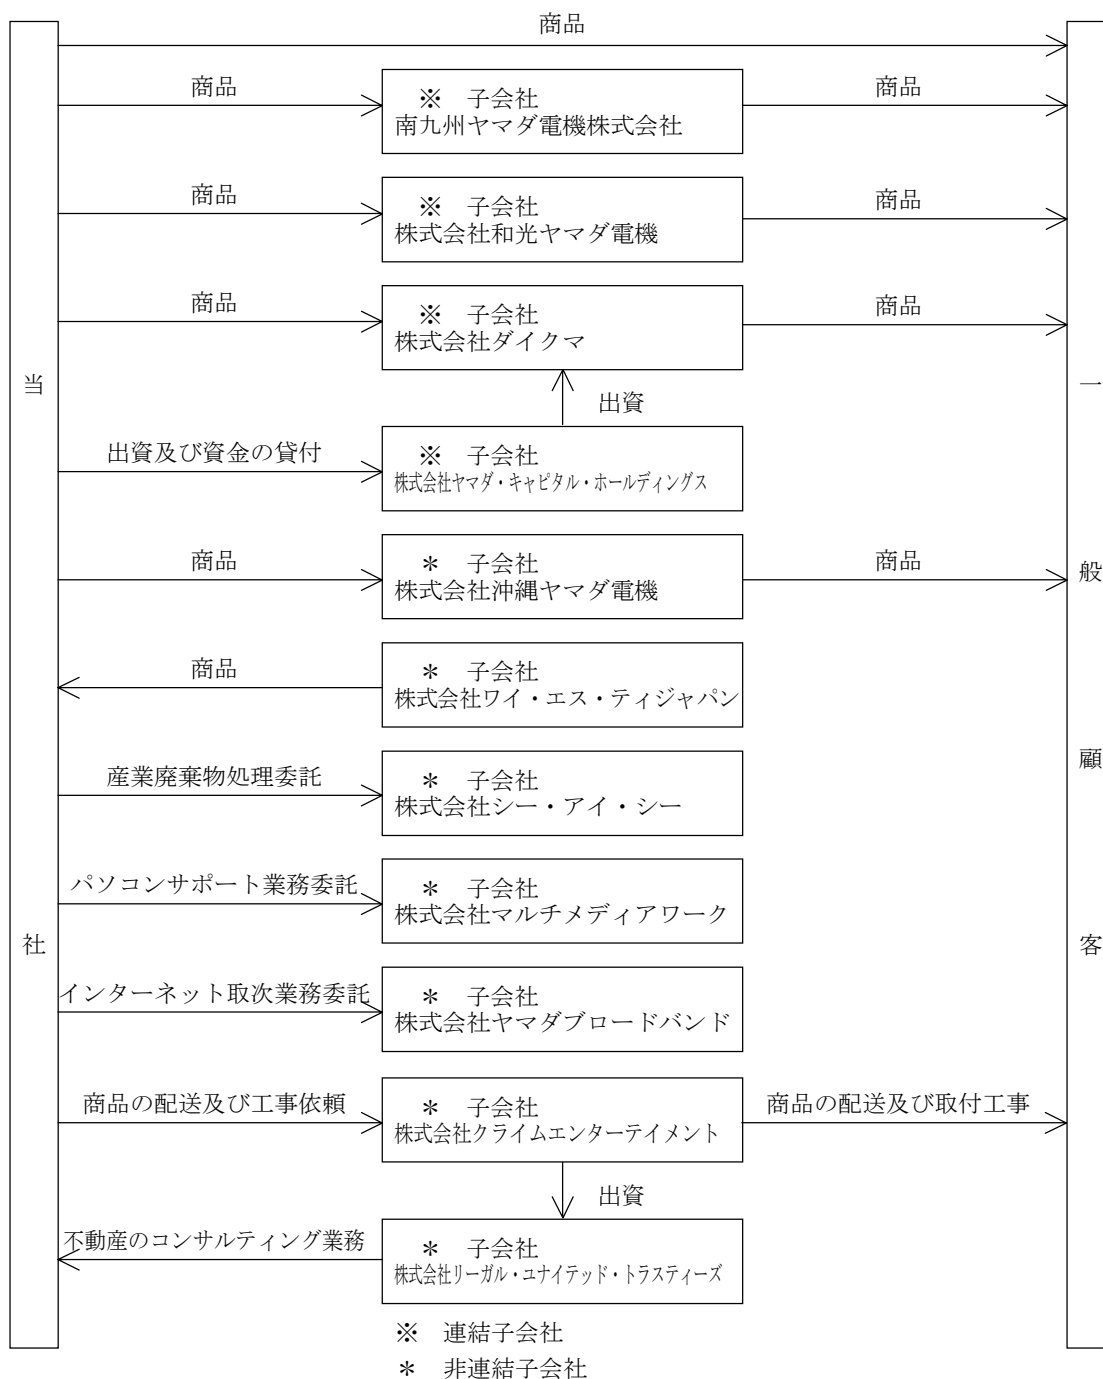 商品
商品
※　子会社
南九州ヤマダ電機株式会社
商品
商品
※　子会社
株式会社和光ヤマダ電機
商品
商品
※　子会社
株式会社ダイクマ
商品
出資
出資及び資金の貸付
※　子会社
株式会社ヤマダ・キャピタル・ホールディングス
商品
＊　子会社
株式会社沖縄ヤマダ電機
商品
商品
＊　子会社
株式会社ワイ・エス・ティジャパン
産業廃棄物処理委託
＊　子会社
株式会社シー・アイ・シー
パソコンサポート業務委託
＊　子会社
株式会社マルチメディアワーク
インターネット取次業務委託
＊　子会社
株式会社ヤマダブロードバンド
商品の配送及び工事依頼
＊　子会社
株式会社クライムエンターテイメント
商品の配送及び取付工事
出資
不動産のコンサルティング業務
＊　子会社
株式会社リーガル・ユナイテッド・トラスティーズ
当社
一般顧客
※　連結子会社
＊　非連結子会社